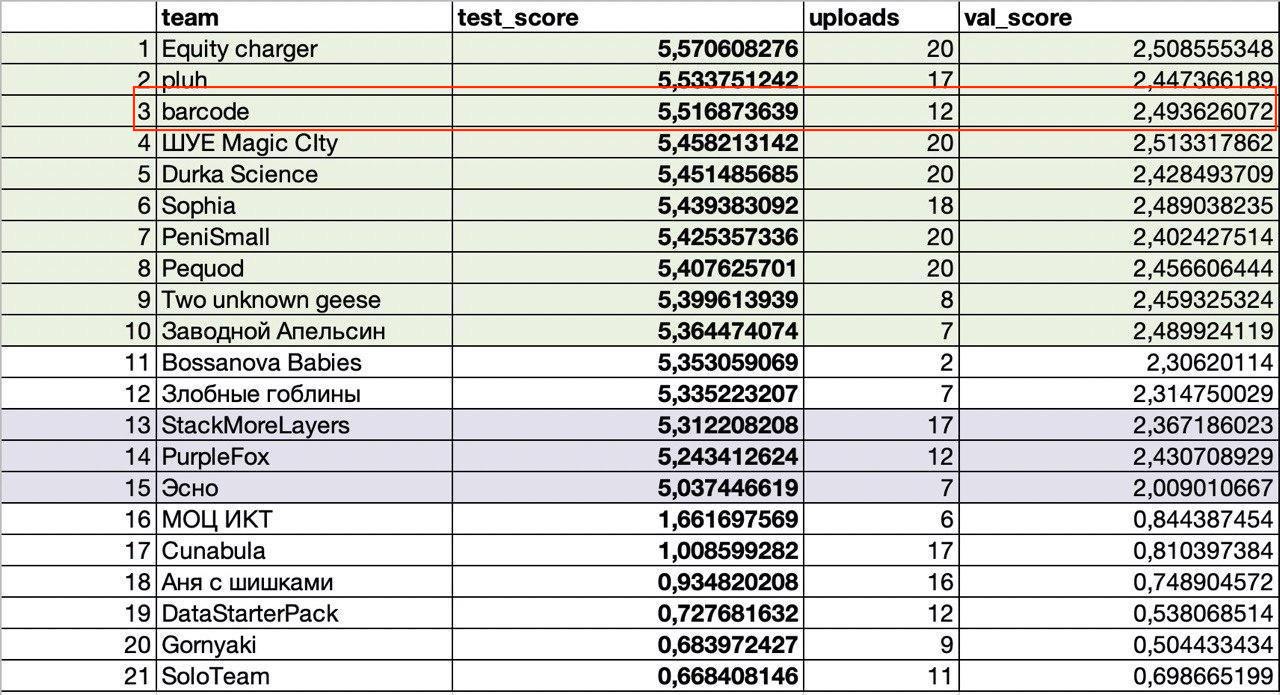 team test_score uploads val_score
1 Equity charger 5,570608276 20 2,508555348
2 pluh 5,533751242 17 2,447366189
3 barcode 5,516873639 12 2,493626072
4 ШУЕ Magic CIty 5,458213142 20 2,513317862
5 Durka Science 5,451485685 20 2,428493709
6 Sophia 5,439383092 18 2,489038235
7 PeniSmall 5,425357336 20 2,402427514
8 Pequod 5,407625701 20 2,456606444
9 Two unknown geese 5,399613939 8 2,459325324
10 Заводной Апельсин 5,364474074 7 2,489924119
11 Bossanova Babies 5,353059069 2 2,30620114
12 Злобные гоблины 5,335223207 7 2,314750029
13 StackMoreLayers 5,312208208 17 2,367186023
14 PurpleFox 5,243412624 12 2,430708929
15 Эсно 5,037446619 7 2,009010667
16 МОЦ ИКТ 1,661697569 6 0,844387454
17 Cunabula 1,008599282 17 0,810397384
18 Аня с шишками 0,934820208 16 0,748904572
19 DataStarterPack 0,727681632 12 0,538068514
20 Gornyaki 0,683972427 9 0,504433434
21 SoloTeam 0,668408146 11 0,698665199